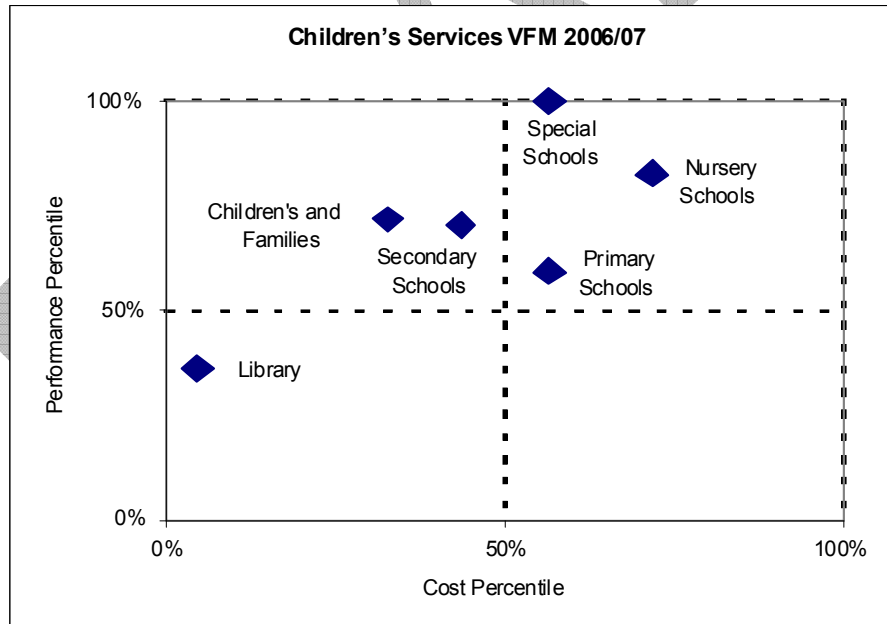 Children's Services VFM 2006/07
100%
Special
Schools
Nursery
Schools
Children's and
Families
Secondary
Schools
Primary
Schools
Performance Percentile
50%
Library
0%
0%
50%
100%
Cost Percentile